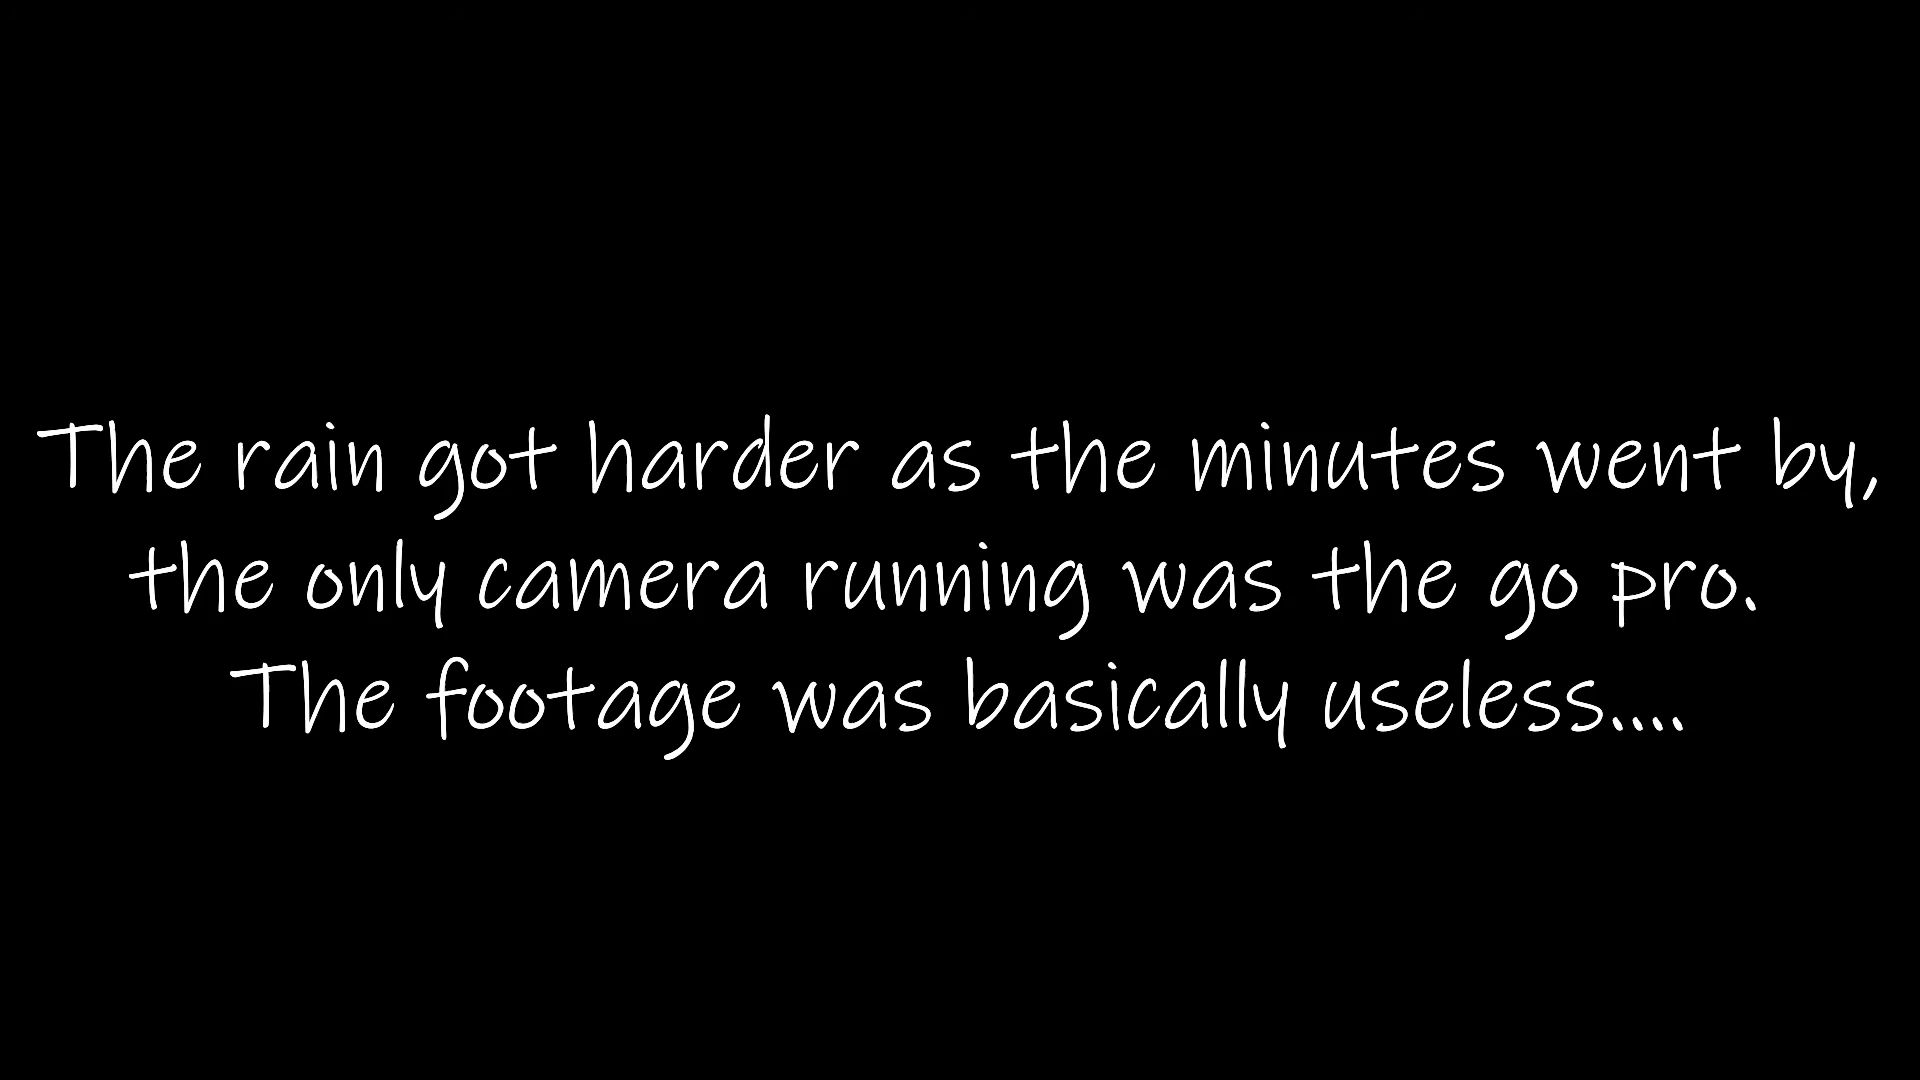 The rain got harder as the minutes went by,
the only camera running was the go pro.
The footage was basically useless....